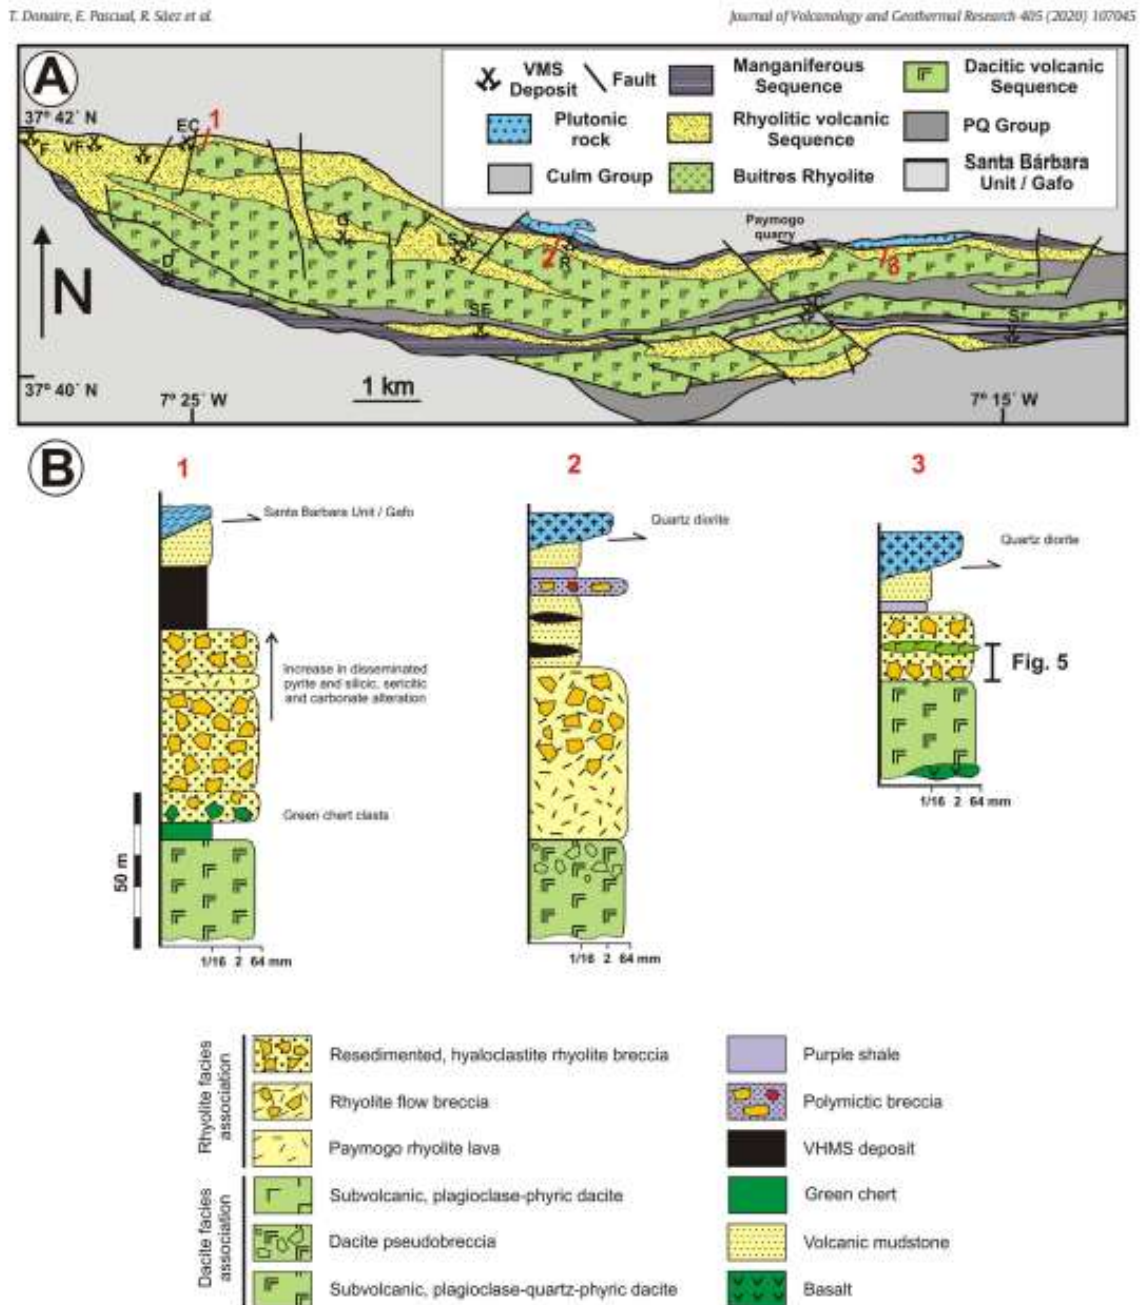 T. Donaire, E. Pascual, R. Sáez et al.
Journal of Volcanology and Geothermal Research 405 (2020) 107045
A
VMS Deposit
Fault
Manganiferous Sequence
Dacitic volcanic Sequence
Plutonic rock
Rhyolitic volcanic Sequence
PQ Group
Culm Group
Buitres Rhyolite
Santa Bárbara Unit / Gafo
37º 42´ N
EC
1
F
VF
G
LS
2
R
Paymogo quarry
3
D
SE
S
N
37º 40´ N
7º 25´ W
1 km
7º 15´ W
B
1
2
3
Santa Barbara Unit / Gafo
Quartz diorite
Quartz diorite
Increase in disseminated
pyrite and silicic, sericitic
and carbonate alteration
Fig. 5
Green chert clasts
50 m
1/16 2 64 mm
1/16 2 64 mm
1/16 2 64 mm
Rhyolite facies association
Resedimented, hyaloclastite rhyolite breccia
Rhyolite flow breccia
Paymogo rhyolite lava
Dacite facies association
Subvolcanic, plagioclase-phyric dacite
Dacite pseudobreccia
Subvolcanic, plagioclase-quartz-phyric dacite
Purple shale
Polymictic breccia
VHMS deposit
Green chert
Volcanic mudstone
Basalt